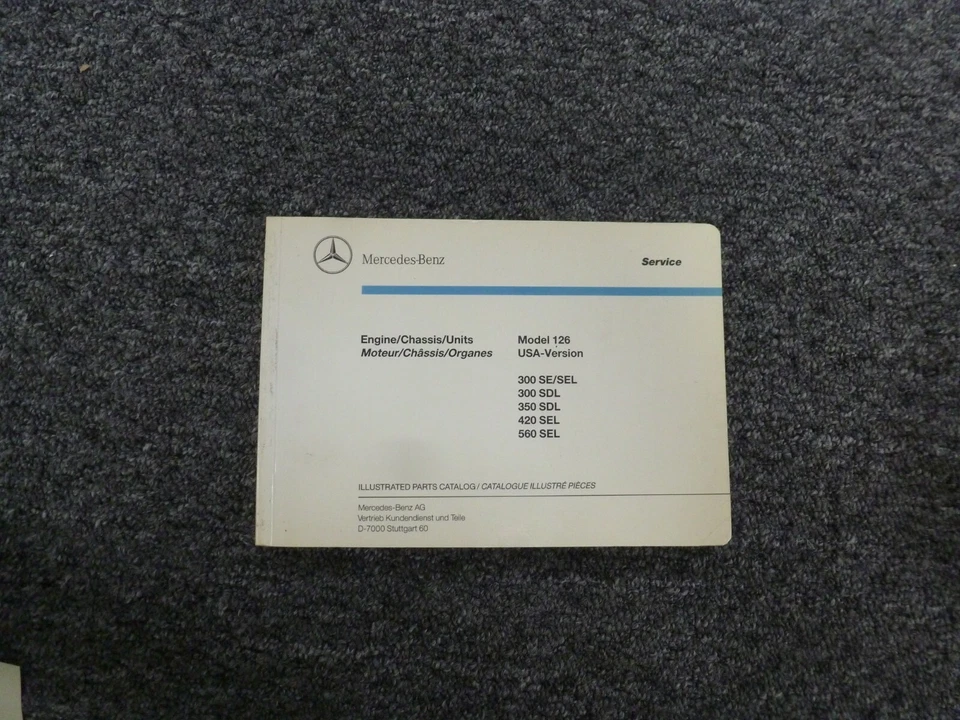 Mercedes-Benz
Service
Engine/Chassis/Units Model 126
Moteur/Châssis/Organes USA-Version
300 SE/SEL
300 SDL
350 SDL
420 SEL
560 SEL
ILLUSTRATED PARTS CATALOG / CATALOGUE ILLUSTRÉ PIÈCES
Mercedes-Benz AG
Vertrieb Kundendienst und Teile
D-7000 Stuttgart 60